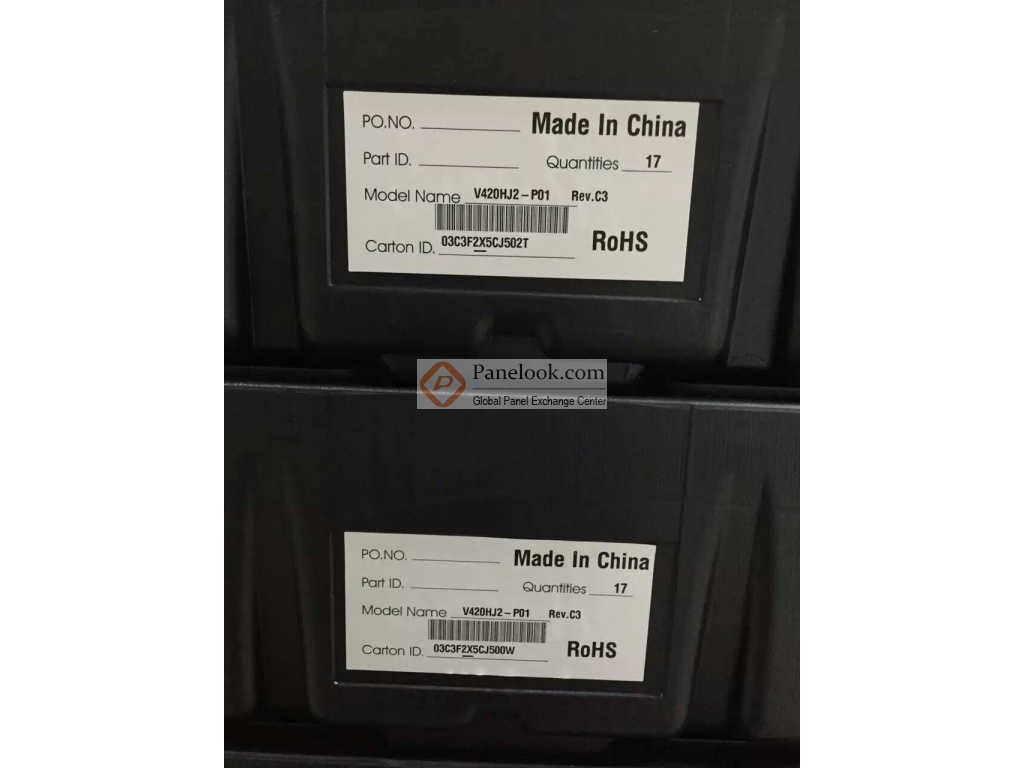 PO.NO. Made In China
Part ID. Quantities 17
Model Name V420HJ2-P01 Rev.C3
Carton ID. 03C3F2X5CJ502T RoHS
P Panelook.com
Global Panel Exchange Center
PO.NO. Made In China
Part ID. Quantities 17
Model Name V420HJ2-P01 Rev.C3
Carton ID. 03C3F2X5CJ500W RoHS